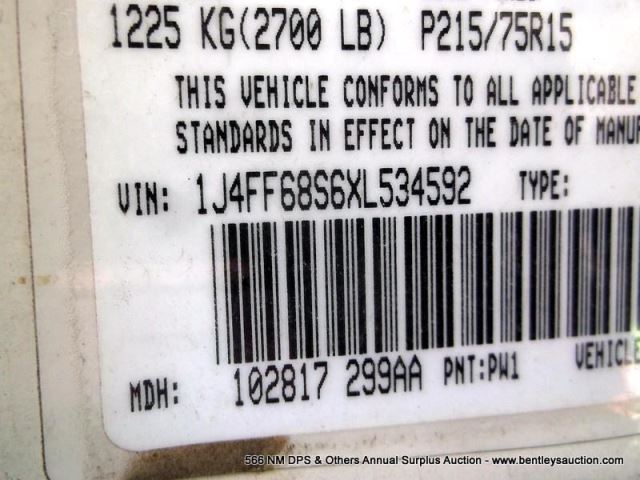 1225 KG(2700 LB) P215/75R15
THIS VEHICLE CONFORMS TO ALL APPLICABLE
STANDARDS IN EFFECT ON THE DATE OF MANUF
VIN: 1J4FF68S6XL534592 TYPE:
MDH: 102817 299AA PNT:PW1 VEHICLE
566 NM DPS & Others Annual Surplus Auction - www.bentleysauction.com